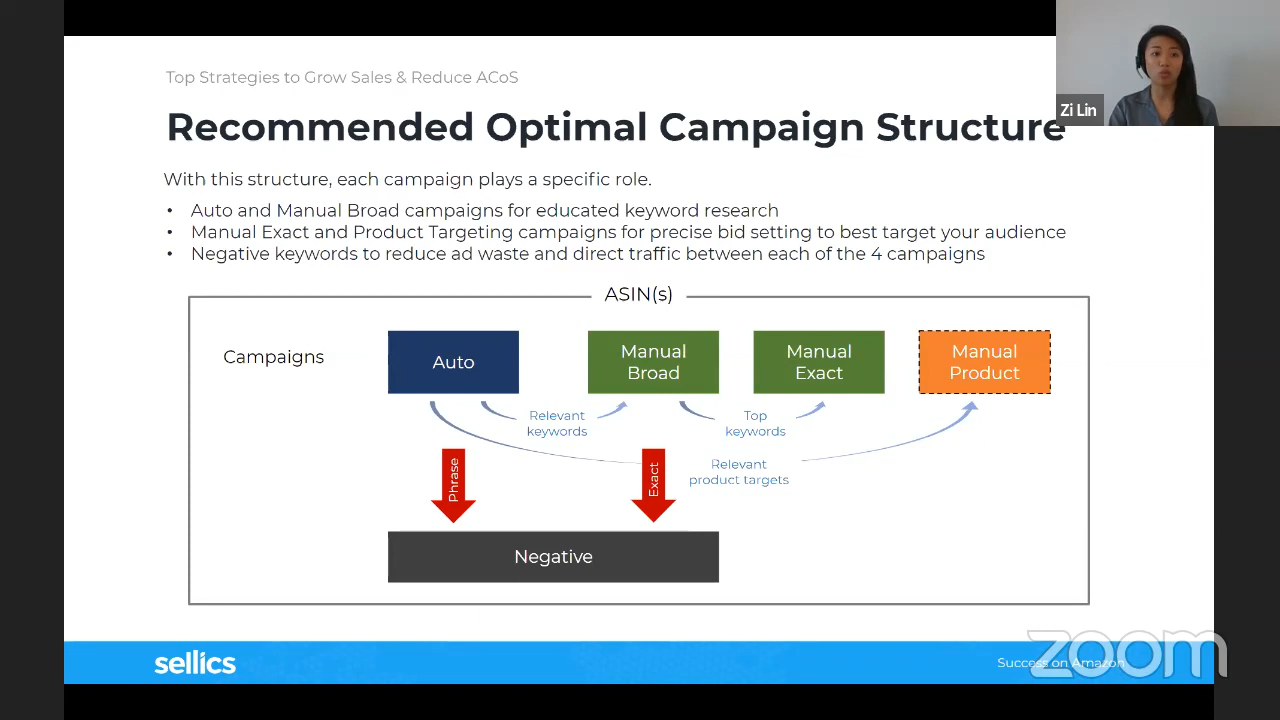 Top Strategies to Grow Sales & Reduce ACoS
Recommended Optimal Campaign Structure
Zi Lin
With this structure, each campaign plays a specific role.
• Auto and Manual Broad campaigns for educated keyword research
• Manual Exact and Product Targeting campaigns for precise bid setting to best target your audience
• Negative keywords to reduce ad waste and direct traffic between each of the 4 campaigns
ASIN(s)
Campaigns
Auto
Manual
Broad
Manual
Exact
Manual
Product
Relevant
keywords
Top
keywords
Relevant
product targets
Phrase
Exact
Negative
sellics
Success on Amazon
zoom